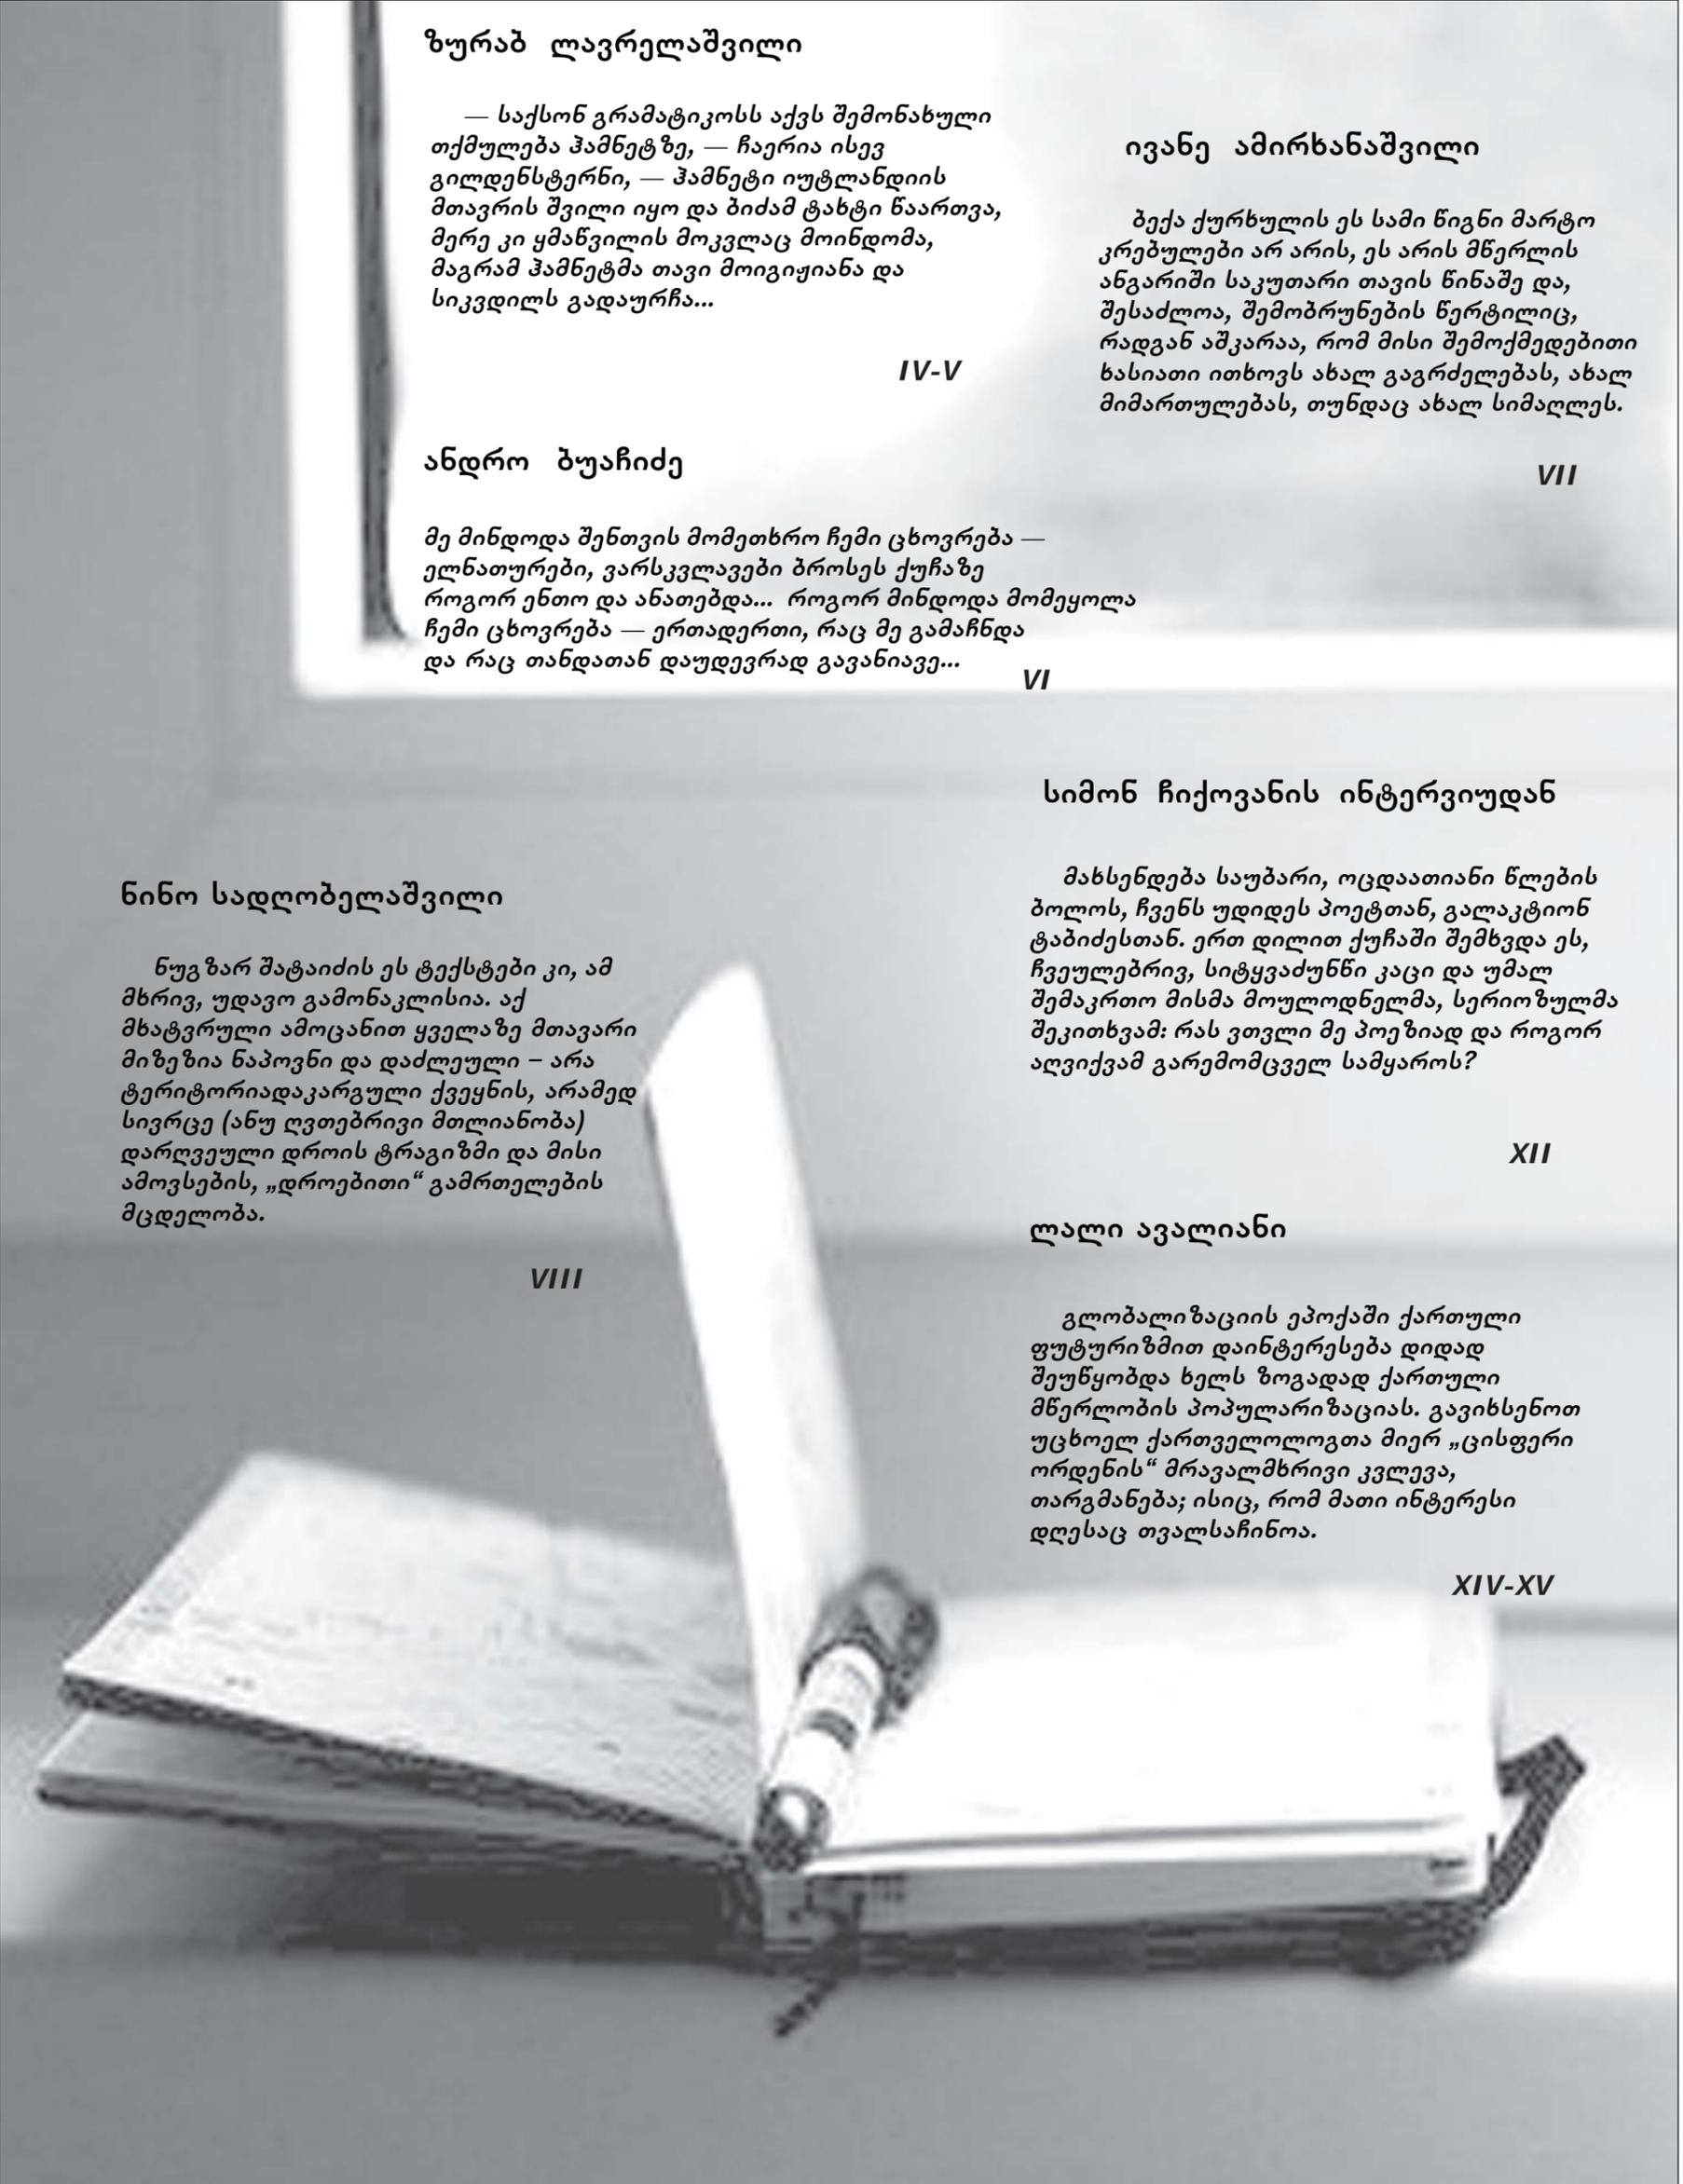 ზურაბ ლავრელაშვილი
— საქსონ გრამატიკოსს აქვს შემონახული
თქმულება ჰამნეტზე, — ჩაერია ისევ
გილდენსტერნი, — ჰამნეტი იუტლანდიის
მთავრის შვილი იყო და ბიძამ ტახტი წაართვა,
მერე კი ყმაწვილის მოკვლაც მოინდომა,
მაგრამ ჰამნეტმა თავი მოიგიჟიანა და
სიკვდილს გადაურჩა...
IV-V
ივანე ამირხანაშვილი
ბექა ქურხულის ეს სამი წიგნი მარტო
კრებულები არ არის, ეს არის მწერლის
ანგარიში საკუთარი თავის წინაშე და,
შესაძლოა, შემობრუნების წერტილიც,
რადგან აშკარაა, რომ მისი შემოქმედებითი
ხასიათი ითხოვს ახალ გაგრძელებას, ახალ
მიმართულებას, თუნდაც ახალ სიმაღლეს.
VII
ანდრო ბუაჩიძე
მე მინდოდა შენთვის მომეთხრო ჩემი ცხოვრება —
ელნათურები, ვარსკვლავები ბროსეს ქუჩაზე
როგორ ენთო და ანათებდა... როგორ მინდოდა მომეყოლა
ჩემი ცხოვრება — ერთადერთი, რაც მე გამაჩნდა
და რაც თანდათან დაუდევრად გავანიავე...
VI
სიმონ ჩიქოვანის ინტერვიუდან
მახსენდება საუბარი, ოცდაათიანი წლების
ბოლოს, ჩვენს უდიდეს პოეტთან, გალაკტიონ
ტაბიძესთან. ერთ დილით ქუჩაში შემხვდა ეს,
ჩვეულებრივ, სიტყვაძუნწი კაცი და უმალ
შემაკრთო მისმა მოულოდნელმა, სერიოზულმა
შეკითხვამ: რას ვთვლი მე პოეზიად და როგორ
აღვიქვამ გარემომცველ სამყაროს?
XII
ნინო სადღობელაშვილი
ნუგზარ შატაიძის ეს ტექსტები კი, ამ
მხრივ, უდავო გამონაკლისია. აქ
მხატვრული ამოცანით ყველაზე მთავარი
მიზეზია ნაპოვნი და დაძლეული – არა
ტერიტორიადაკარგული ქვეყნის, არამედ
სივრცე (ანუ ღვთებრივი მთლიანობა)
დარღვეული დროის ტრაგიზმი და მისი
ამოვსების, „დროებითი“ გამრთელების
მცდელობა.
VIII
ლალი ავალიანი
გლობალიზაციის ეპოქაში ქართული
ფუტურიზმით დაინტერესება დიდად
შეუწყობდა ხელს ზოგადად ქართული
მწერლობის პოპულარიზაციას. გავიხსენოთ
უცხოელ ქართველოლოგთა მიერ „ცისფერი
ორდენის“ მრავალმხრივი კვლევა,
თარგმანება; ისიც, რომ მათი ინტერესი
დღესაც თვალსაჩინოა.
XIV-XV